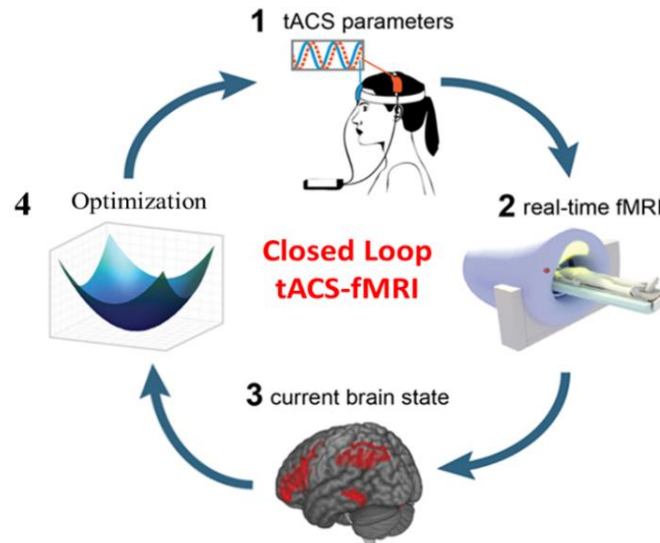 1 tACS parameters
2 real-time fMRI
3 current brain state
4 Optimization
Closed Loop
tACS-fMRI